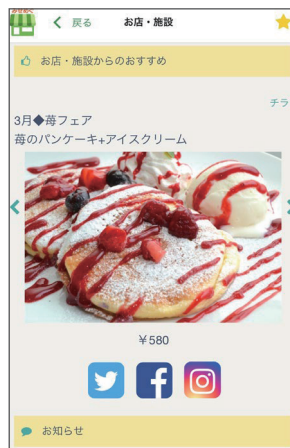 戻る
お店・施設
お店・施設からのおすすめ
チラ
3月◆苺フェア
苺のパンケーキ+アイスクリーム
￥580
お知らせ